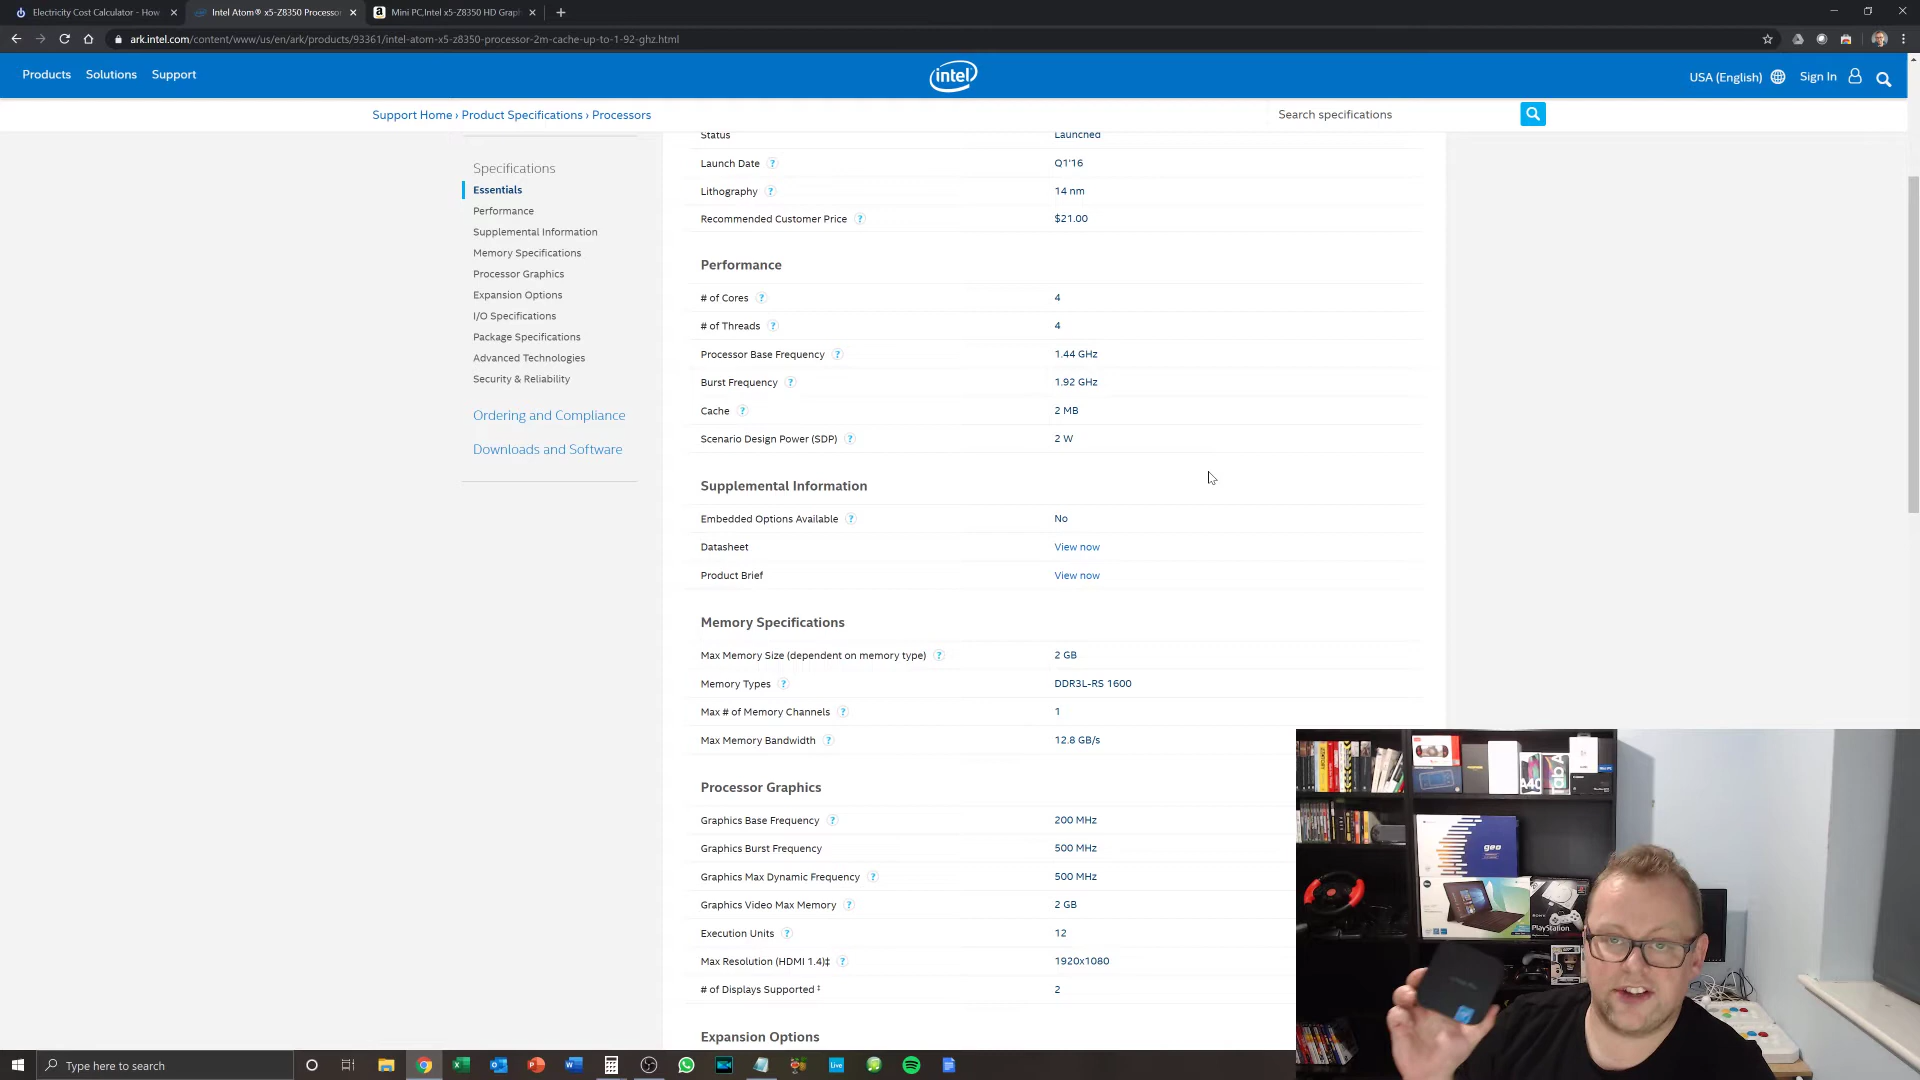 Electricity Cost Calculator - How
Intel Atom® x5-Z8350 Processor
Mini PC,Intel x5-Z8350 HD Grap
ark.intel.com/content/www/us/en/ark/products/93361/intel-atom-x5-z8350-processor-2m-cache-up-to-1-92-ghz.html
Products Solutions Support
intel
USA (English) Sign In
Support Home › Product Specifications › Processors
Search specifications
Specifications
Essentials
Performance
Supplemental Information
Memory Specifications
Processor Graphics
Expansion Options
I/O Specifications
Package Specifications
Advanced Technologies
Security & Reliability
Ordering and Compliance
Downloads and Software
Status Launched
Launch Date ? Q1'16
Lithography ? 14 nm
Recommended Customer Price ? $21.00
Performance
# of Cores ? 4
# of Threads ? 4
Processor Base Frequency ? 1.44 GHz
Burst Frequency ? 1.92 GHz
Cache ? 2 MB
Scenario Design Power (SDP) ? 2 W
Supplemental Information
Embedded Options Available ? No
Datasheet View now
Product Brief View now
Memory Specifications
Max Memory Size (dependent on memory type) ? 2 GB
Memory Types ? DDR3L-RS 1600
Max # of Memory Channels ? 1
Max Memory Bandwidth ? 12.8 GB/s
Processor Graphics
Graphics Base Frequency ? 200 MHz
Graphics Burst Frequency 500 MHz
Graphics Max Dynamic Frequency ? 500 MHz
Graphics Video Max Memory ? 2 GB
Execution Units ? 12
Max Resolution (HDMI 1.4)‡ ? 1920x1080
# of Displays Supported ‡ 2
Expansion Options
A40
geo
PlayStation
Type here to search
Live